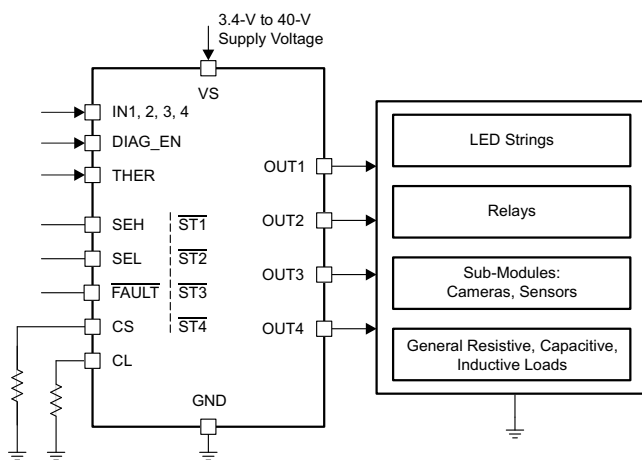 3.4-V to 40-V
Supply Voltage
VS
IN1, 2, 3, 4
DIAG_EN
THER
SEH
ST1
SEL
ST2
FAULT
ST3
CS
ST4
CL
GND
OUT1
OUT2
OUT3
OUT4
LED Strings
Relays
Sub-Modules:
Cameras, Sensors
General Resistive, Capacitive,
Inductive Loads